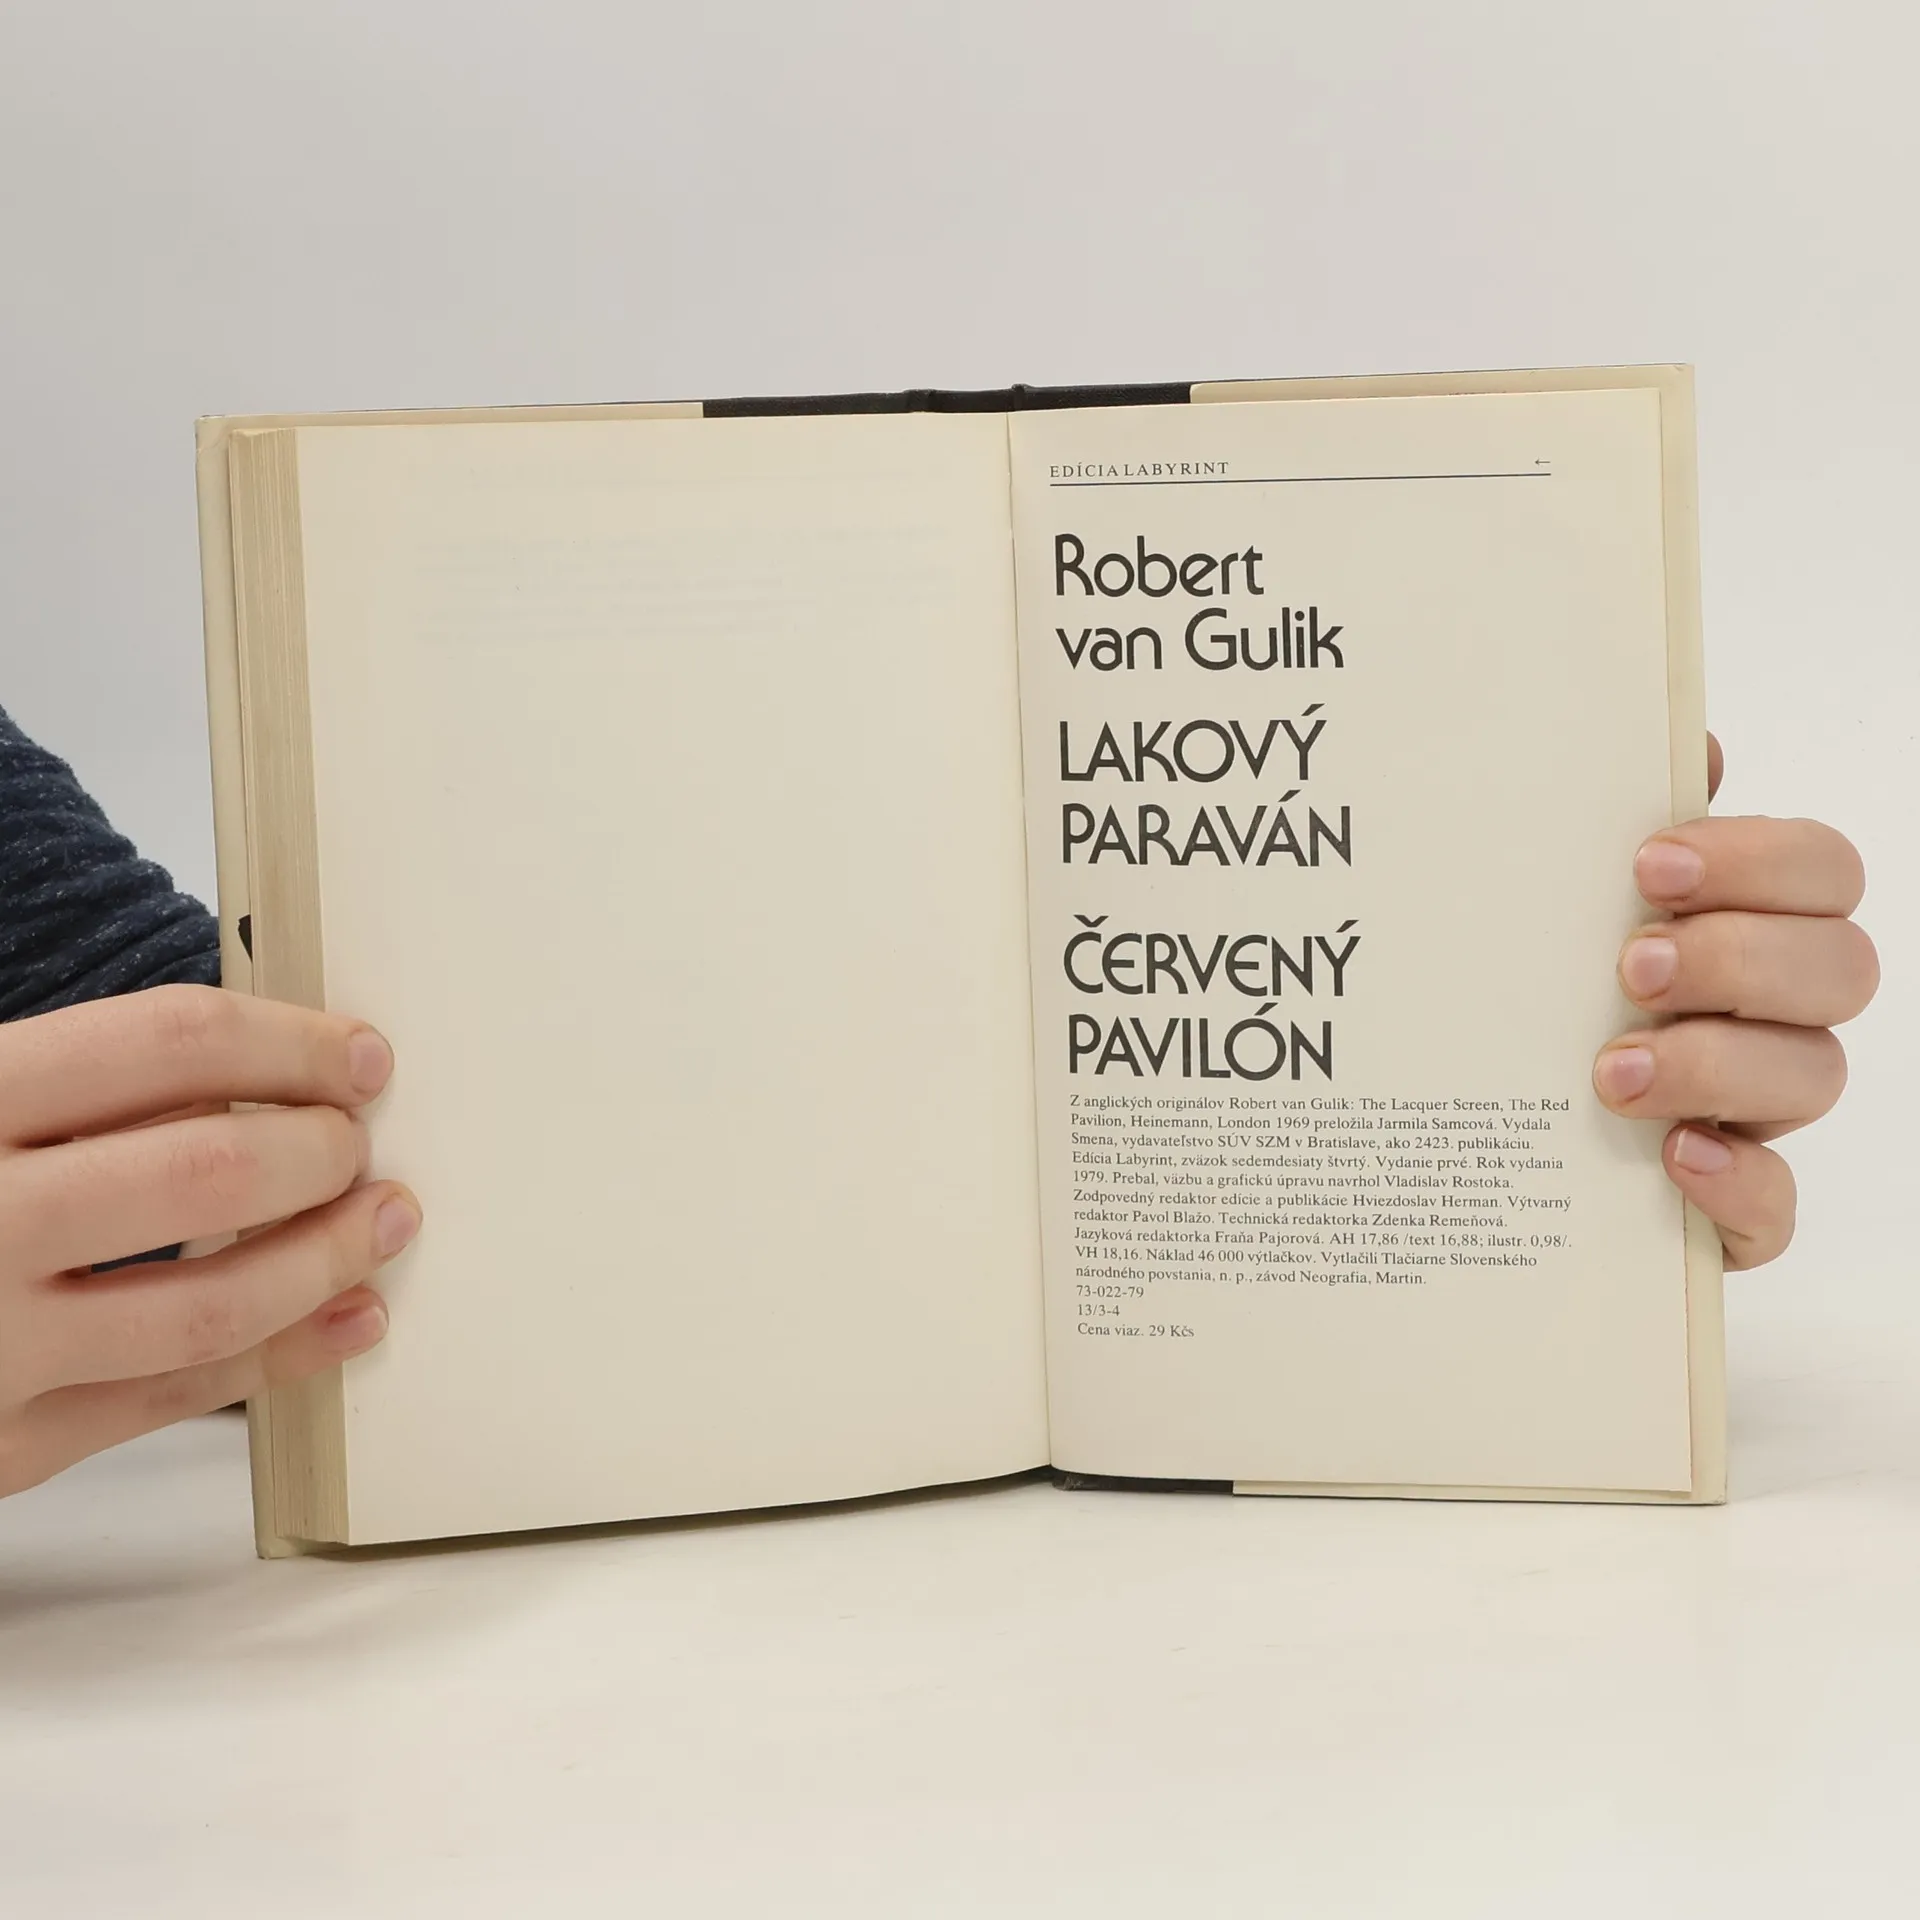 EDÍCIA LABYRINT ←
Robert
van Gulik
LAKOVÝ
PARAVÁN
ČERVENÝ
PAVILÓN
Z anglických originálov Robert van Gulik: The Lacquer Screen, The Red
Pavilion, Heinemann, London 1969 preložila Jarmila Samcová. Vydala
Smena, vydavateľstvo SÚV SZM v Bratislave, ako 2423. publikáciu.
Edícia Labyrint, zväzok sedemdesiaty štvrtý. Vydanie prvé. Rok vydania
1979. Prebal, väzbu a grafickú úpravu navrhol Vladislav Rostoka.
Zodpovedný redaktor edície a publikácie Hviezdoslav Herman. Výtvarný
redaktor Pavol Blažo. Technická redaktorka Zdenka Remeňová.
Jazyková redaktorka Fraňa Pajorová. AH 17,86 /text 16,88; ilustr. 0,98/.
VH 18,16. Náklad 46 000 výtlačkov. Vytlačili Tlačiarne Slovenského
národného povstania, n. p., závod Neografia, Martin.
73-022-79
13/3-4
Cena viaz. 29 Kčs